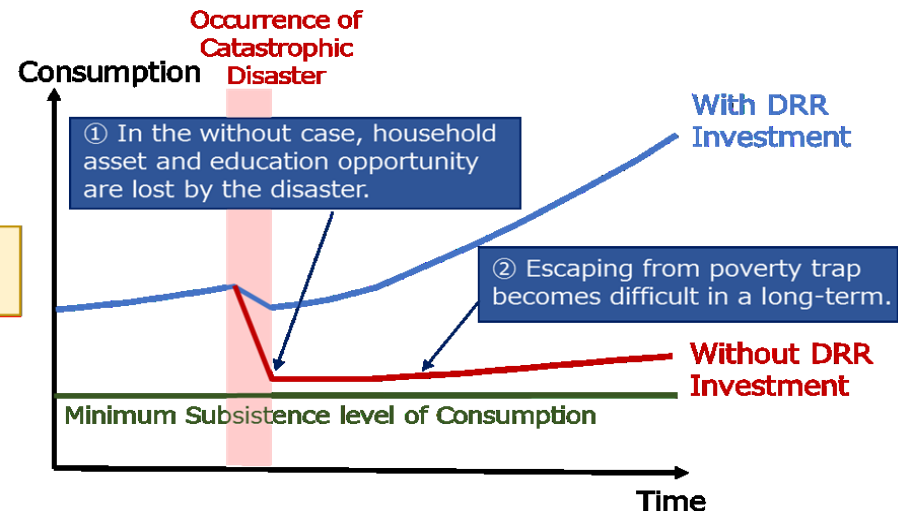 Occurrence of
Catastrophic
Disaster
Consumption
With DRR
Investment
① In the without case, household
asset and education opportunity
are lost by the disaster.
② Escaping from poverty trap
becomes difficult in a long-term.
Without DRR
Investment
Minimum Subsistence level of Consumption
Time